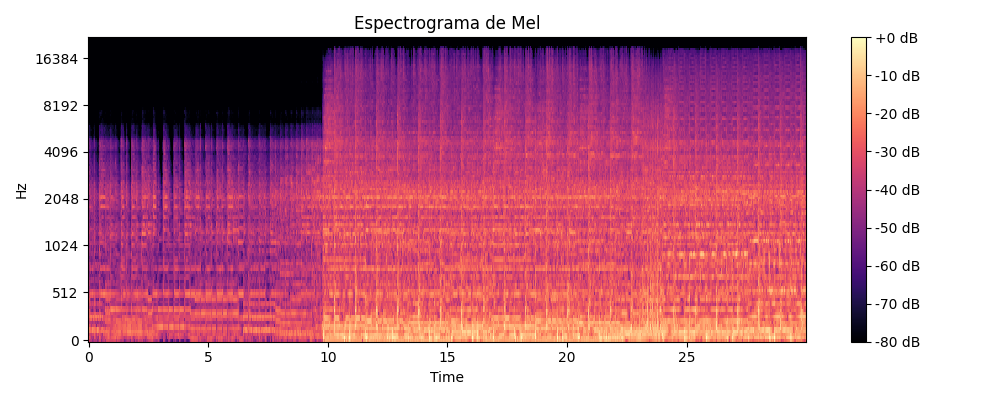 Espectrograma de Mel
Hz
16384
8192
4096
2048
1024
512
0
0 5 10 15 20 25
Time
+0 dB
-10 dB
-20 dB
-30 dB
-40 dB
-50 dB
-60 dB
-70 dB
-80 dB